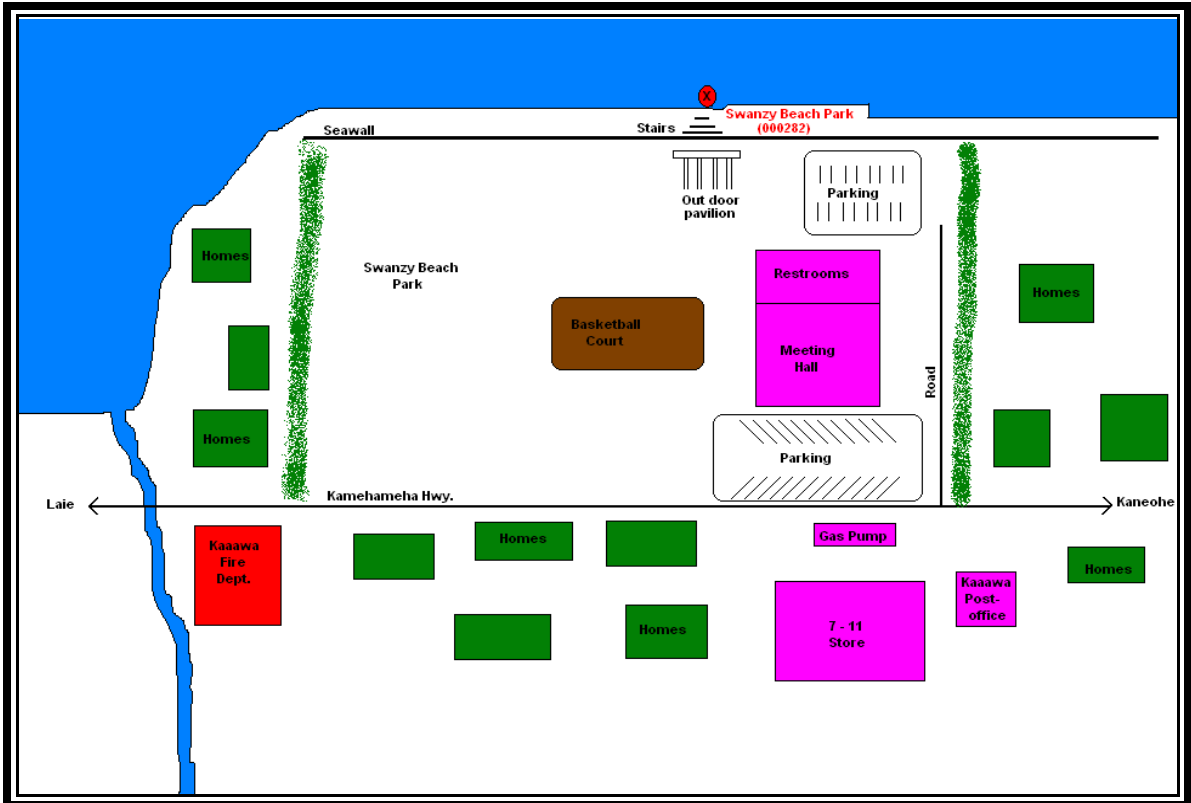 X
Swanzy Beach Park
(000282)
Stairs
Seawall
Out door
pavilion
Parking
Homes
Swanzy Beach
Park
Restrooms
Homes
Basketball
Court
Meeting
Hall
Road
Homes
Parking
Laie
Kamehameha Hwy.
Kaneohe
Kaaawa
Fire
Dept.
Homes
Gas Pump
Homes
Kaaawa
Post-
office
7 - 11
Store
Homes